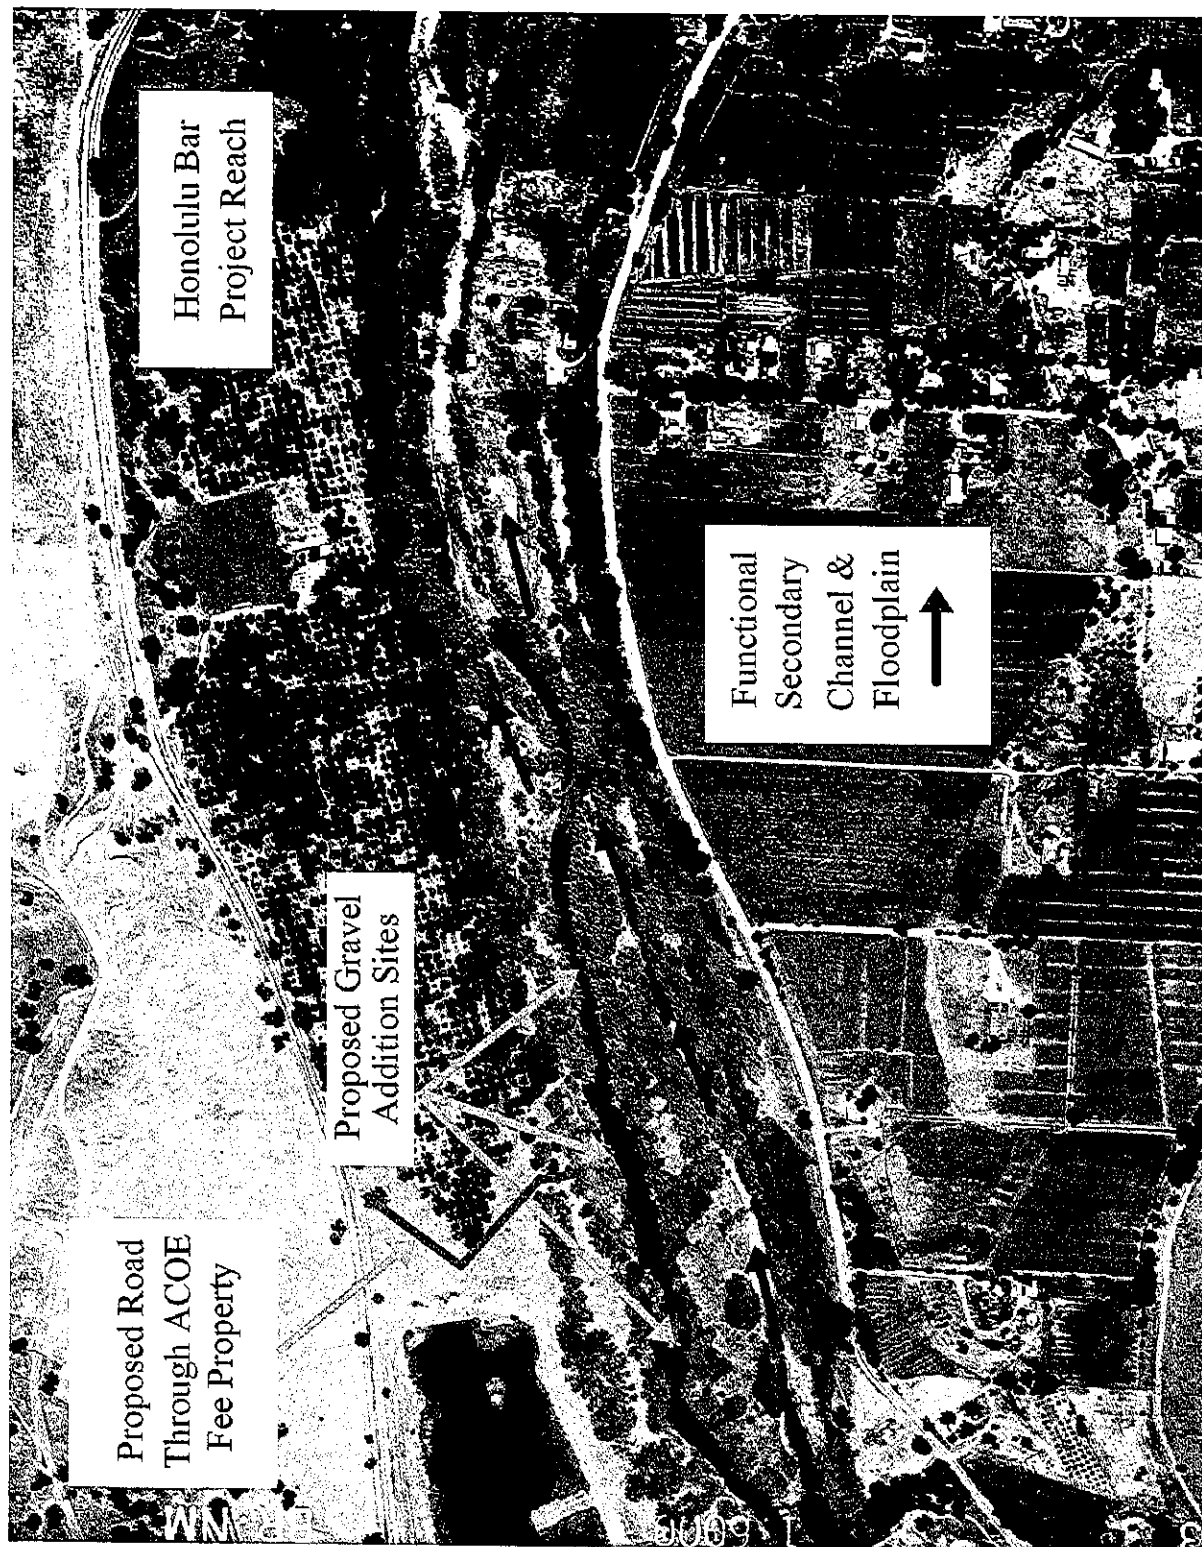 Honolulu Bar
Project Reach
Proposed Gravel
Addition Sites
Proposed Road
Through ACOE
Fee Property
Functional
Secondary
Channel &
Floodplain